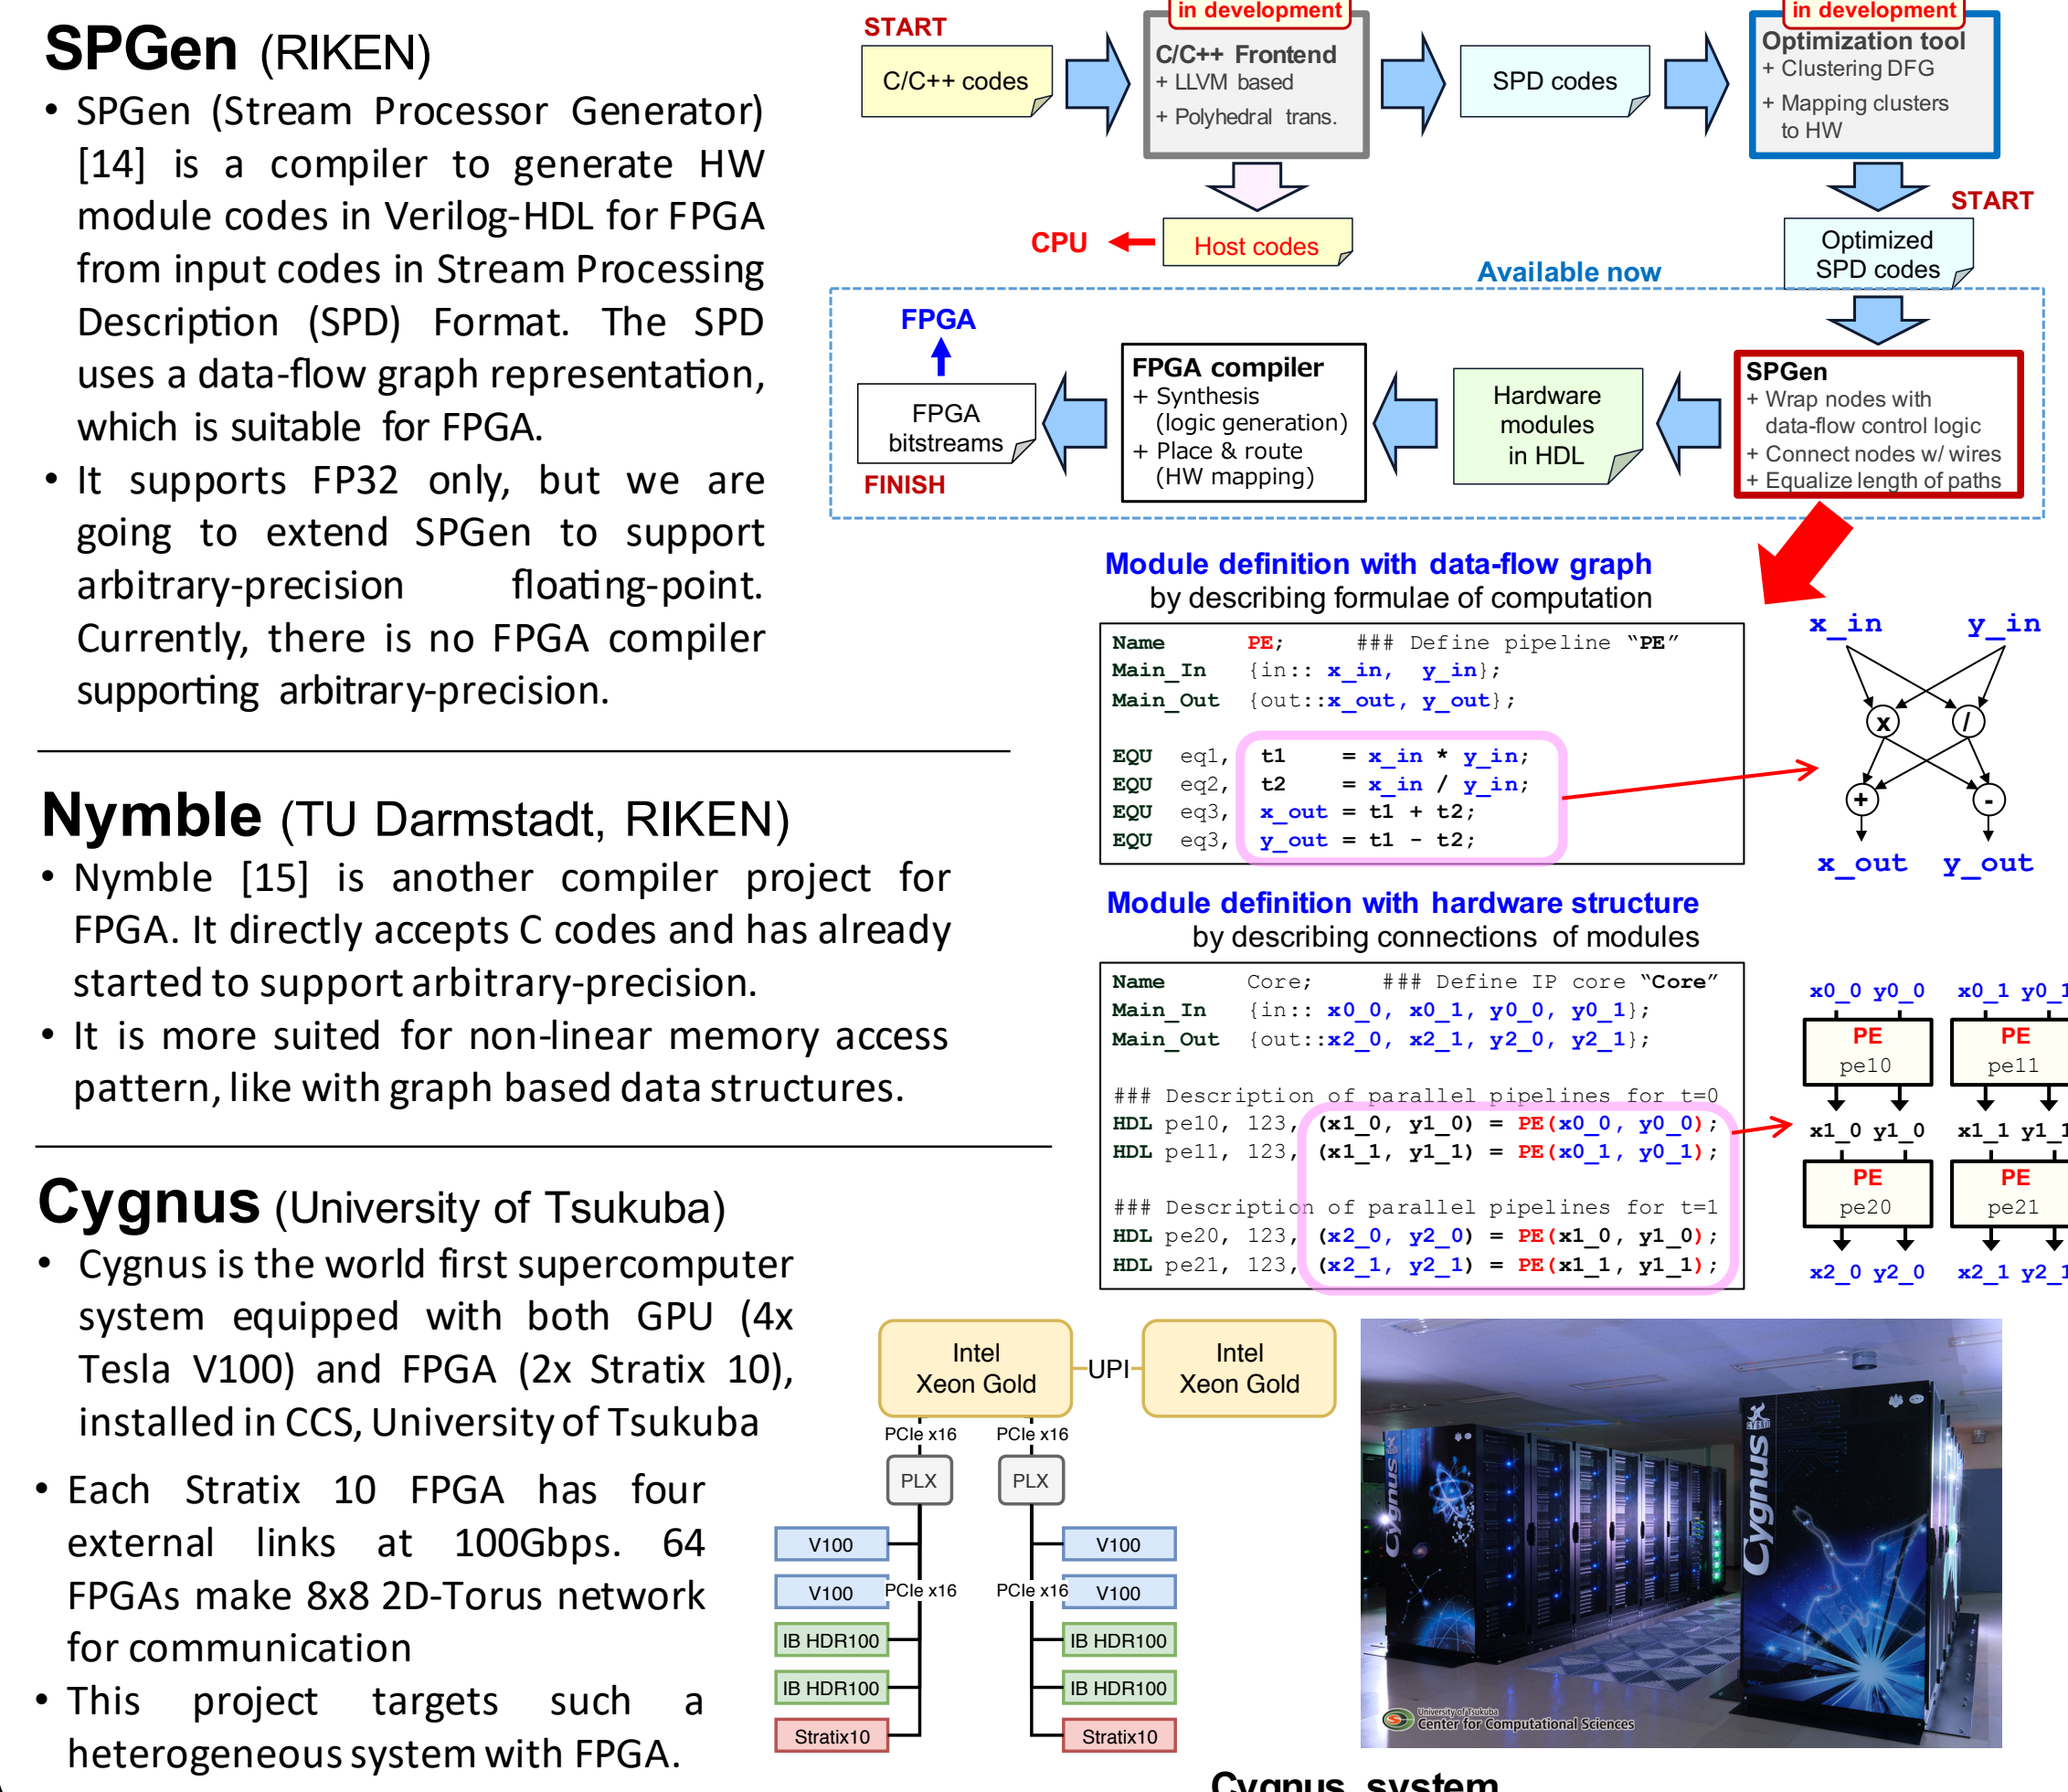 SPGen (RIKEN)
• SPGen (Stream Processor Generator)
[14] is a compiler to generate HW
module codes in Verilog-HDL for FPGA
from input codes in Stream Processing
Description (SPD) Format. The SPD
uses a data-flow graph representation,
which is suitable for FPGA.
• It supports FP32 only, but we are
going to extend SPGen to support
arbitrary-precision floating-point.
Currently, there is no FPGA compiler
supporting arbitrary-precision.
Nymble (TU Darmstadt, RIKEN)
• Nymble [15] is another compiler project for
FPGA. It directly accepts C codes and has already
started to support arbitrary-precision.
• It is more suited for non-linear memory access
pattern, like with graph based data structures.
Cygnus (University of Tsukuba)
• Cygnus is the world first supercomputer
system equipped with both GPU (4x
Tesla V100) and FPGA (2x Stratix 10),
installed in CCS, University of Tsukuba
• Each Stratix 10 FPGA has four
external links at 100Gbps. 64
FPGAs make 8x8 2D-Torus network
for communication
• This project targets such a
heterogeneous system with FPGA.
START
C/C++ codes
in development
C/C++ Frontend
+ LLVM based
+ Polyhedral trans.
SPD codes
in development
Optimization tool
+ Clustering DFG
+ Mapping clusters
to HW
CPU
Host codes
START
Optimized
SPD codes
Available now
FPGA
FPGA
bitstreams
FINISH
FPGA compiler
+ Synthesis
(logic generation)
+ Place & route
(HW mapping)
Hardware
modules
in HDL
SPGen
+ Wrap nodes with
data-flow control logic
+ Connect nodes w/ wires
+ Equalize length of paths
Module definition with data-flow graph
by describing formulae of computation
Name PE; ### Define pipeline “PE”
Main_In {in:: x_in, y_in};
Main_Out {out::x_out, y_out};
EQU eq1, t1 = x_in * y_in;
EQU eq2, t2 = x_in / y_in;
EQU eq3, x_out = t1 + t2;
EQU eq3, y_out = t1 - t2;
x_in y_in
x /
+ -
x_out y_out
Module definition with hardware structure
by describing connections of modules
Name Core; ### Define IP core “Core”
Main_In {in:: x0_0, x0_1, y0_0, y0_1};
Main_Out {out::x2_0, x2_1, y2_0, y2_1};
### Description of parallel pipelines for t=0
HDL pe10, 123, (x1_0, y1_0) = PE(x0_0, y0_0);
HDL pe11, 123, (x1_1, y1_1) = PE(x0_1, y0_1);
### Description of parallel pipelines for t=1
HDL pe20, 123, (x2_0, y2_0) = PE(x1_0, y1_0);
HDL pe21, 123, (x2_1, y2_1) = PE(x1_1, y1_1);
x0_0 y0_0 x0_1 y0_1
PE PE
pe10 pe11
x1_0 y1_0 x1_1 y1_1
PE PE
pe20 pe21
x2_0 y2_0 x2_1 y2_1
Intel
Xeon Gold
UPI
Intel
Xeon Gold
PCIe x16 PCIe x16
PLX PLX
V100 V100
V100 PCIe x16 PCIe x16 V100
IB HDR100 IB HDR100
IB HDR100 IB HDR100
Stratix10 Stratix10
Cygnus
Cygnus
University of Tsukuba
Center for Computational Sciences
Cygnus system